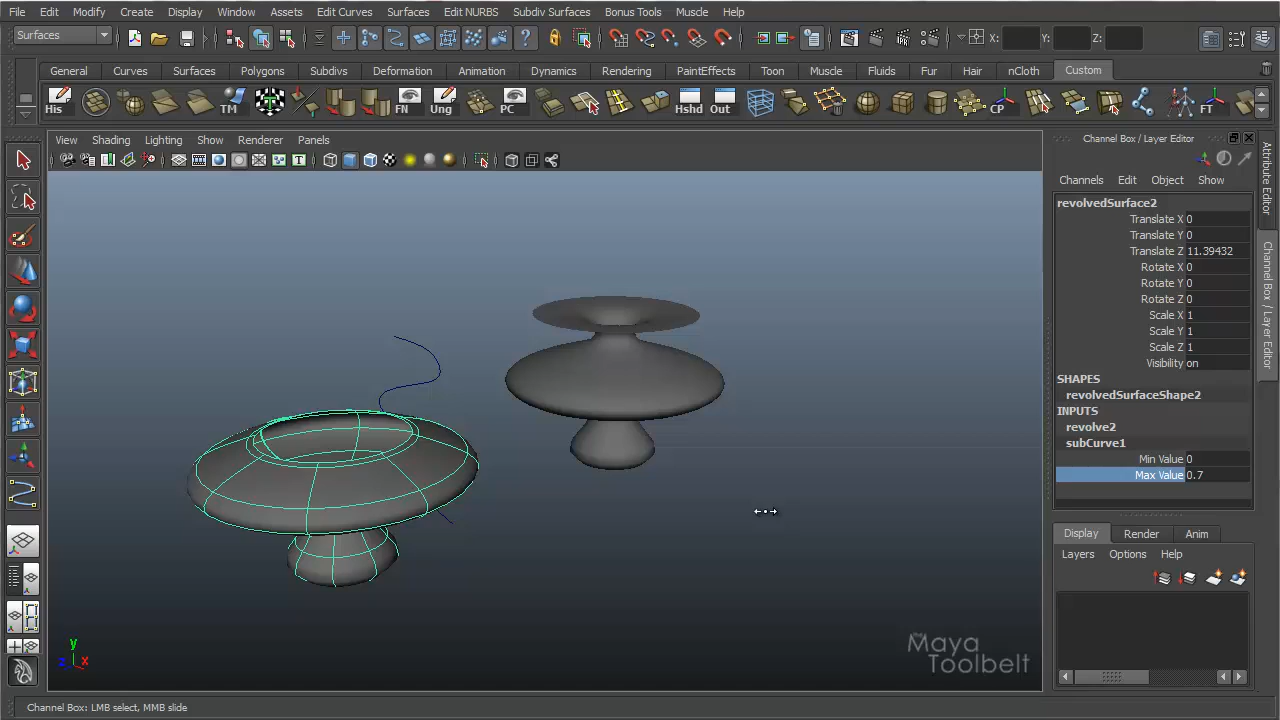 File Edit Modify Create Display Window Assets Edit Curves Surfaces Edit NURBS Subdiv Surfaces Bonus Tools Muscle Help
Surfaces X: Y: Z:
General Curves Surfaces Polygons Subdivs Deformation Animation Dynamics Rendering PaintEffects Toon Muscle Fluids Fur Hair nCloth Custom
His TM FN Ung PC Hshd Out CP FT
View Shading Lighting Show Renderer Panels
Channel Box / Layer Editor
Channels Edit Object Show
revolvedSurface2
Translate X 0
Translate Y 0
Translate Z 11.39432
Rotate X 0
Rotate Y 0
Rotate Z 0
Scale X 1
Scale Y 1
Scale Z 1
Visibility on
SHAPES
revolvedSurfaceShape2
INPUTS
revolve2
subCurve1
Min Value 0
Max Value 0.7
Attribute Editor
Channel Box / Layer Editor
Display Render Anim
Layers Options Help
y
z x
the Maya
Toolbelt
Channel Box: LMB select, MMB slide